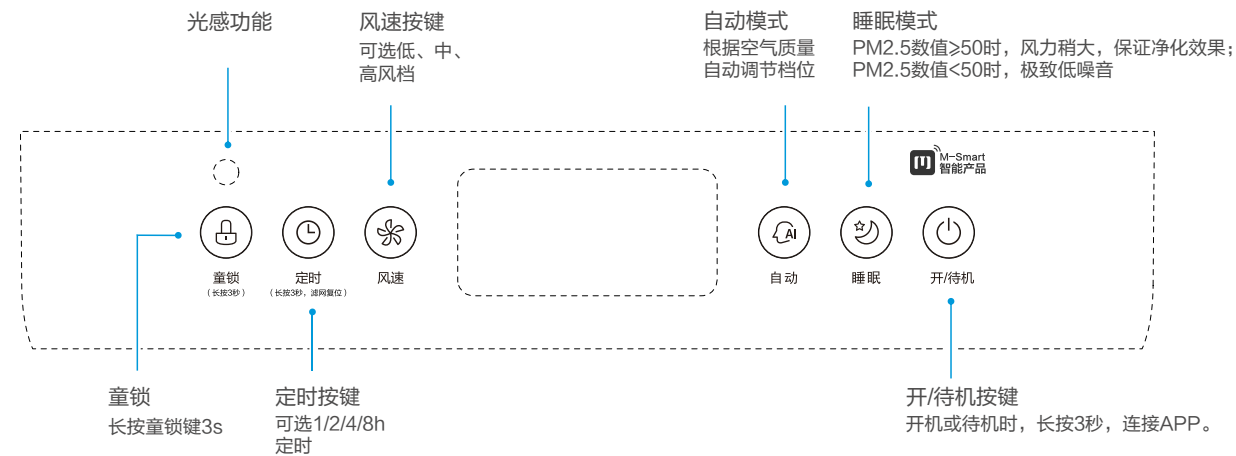 光感功能
风速按键
可选低、中、
高风档
自动模式
根据空气质量
自动调节档位
睡眠模式
PM2.5数值≥50时，风力稍大，保证净化效果；
PM2.5数值<50时，极致低噪音
M-Smart
智能产品
AI
童锁
（长按3秒）
定时
（长按3秒，滤网复位）
风速
自动
睡眠
开/待机
童锁
长按童锁键3s
定时按键
可选1/2/4/8h
定时
开/待机按键
开机或待机时，长按3秒，连接APP。